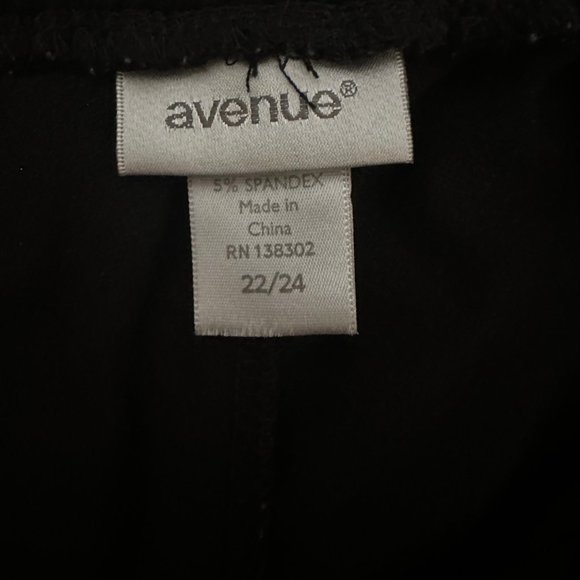 avenue®
5% SPANDEX
Made in
China
RN 138302
22/24